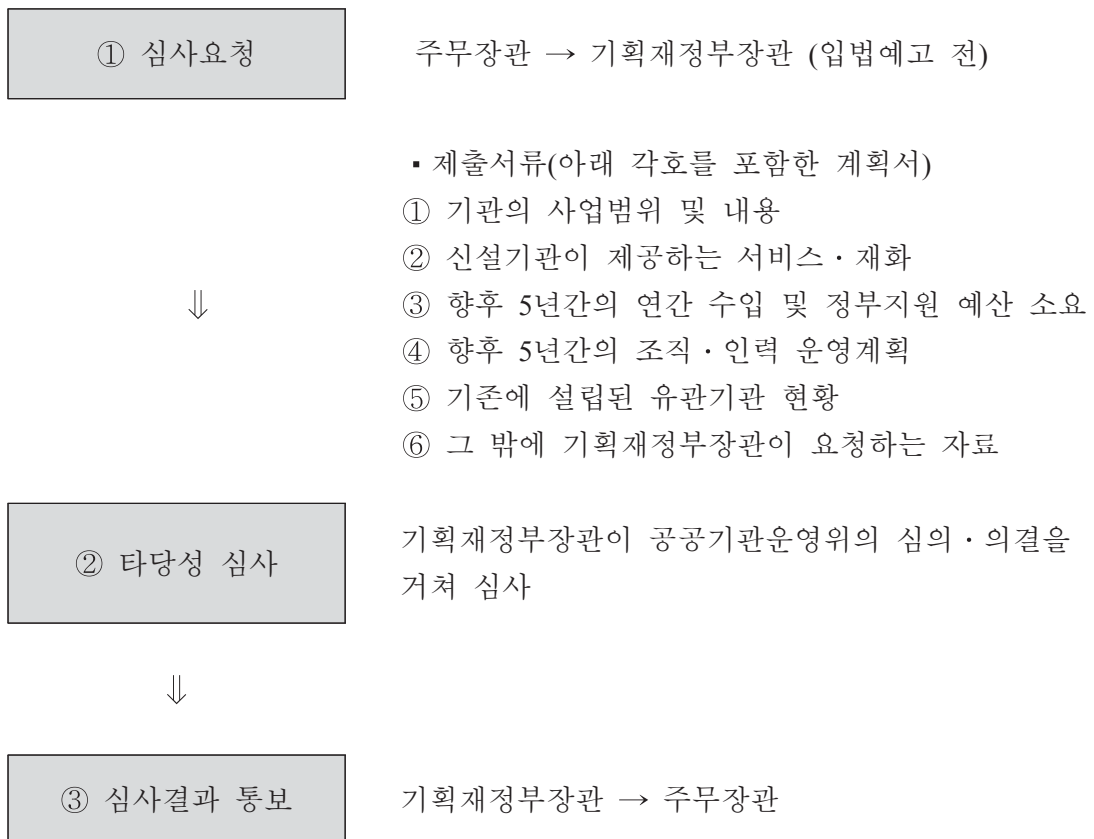 ① 심사요청
주무장관 → 기획재정부장관 (입법예고 전)
▪제출서류(아래 각호를 포함한 계획서)
① 기관의 사업범위 및 내용
② 신설기관이 제공하는 서비스·재화
③ 향후 5년간의 연간 수입 및 정부지원 예산 소요
④ 향후 5년간의 조직·인력 운영계획
⑤ 기존에 설립된 유관기관 현황
⑥ 그 밖에 기획재정부장관이 요청하는 자료
⇓
② 타당성 심사
기획재정부장관이 공공기관운영위의 심의·의결을
거쳐 심사
⇓
③ 심사결과 통보
기획재정부장관 → 주무장관